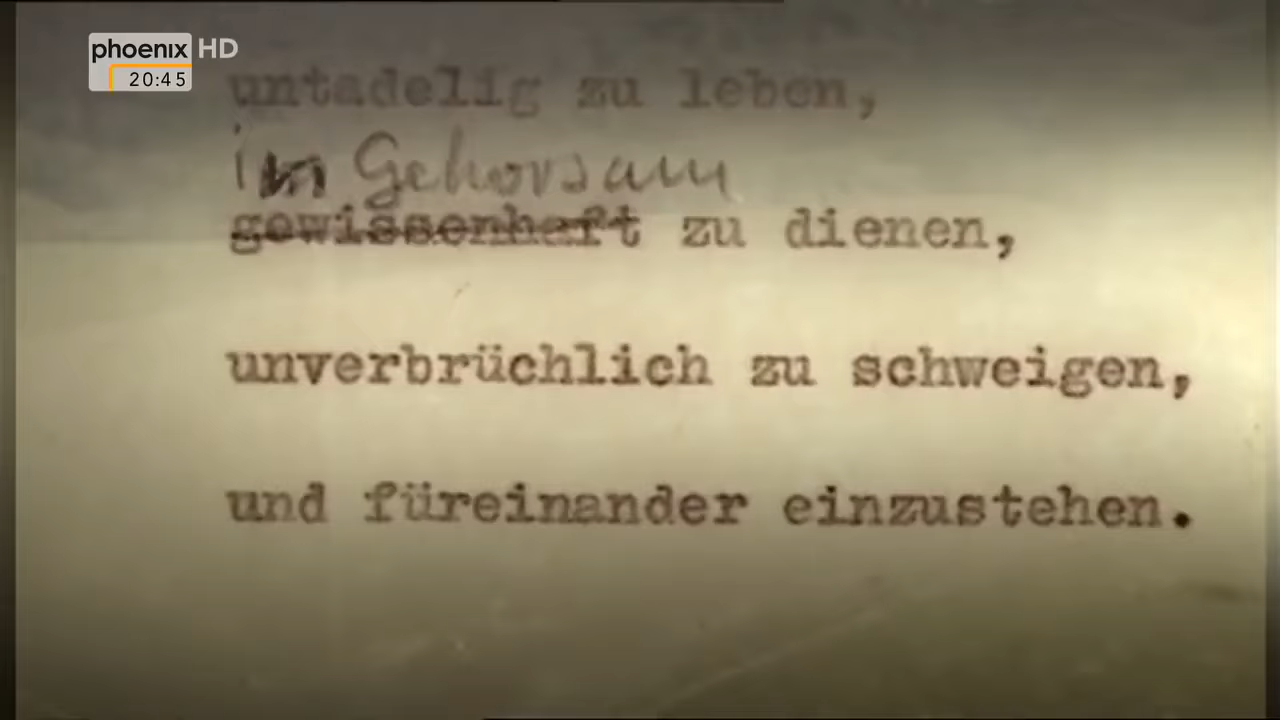 phoenix HD
20:45
untadelig zu leben,
im Gehorsam
gewissenhaft zu dienen,
unverbrüchlich zu schweigen,
und füreinander einzustehen.